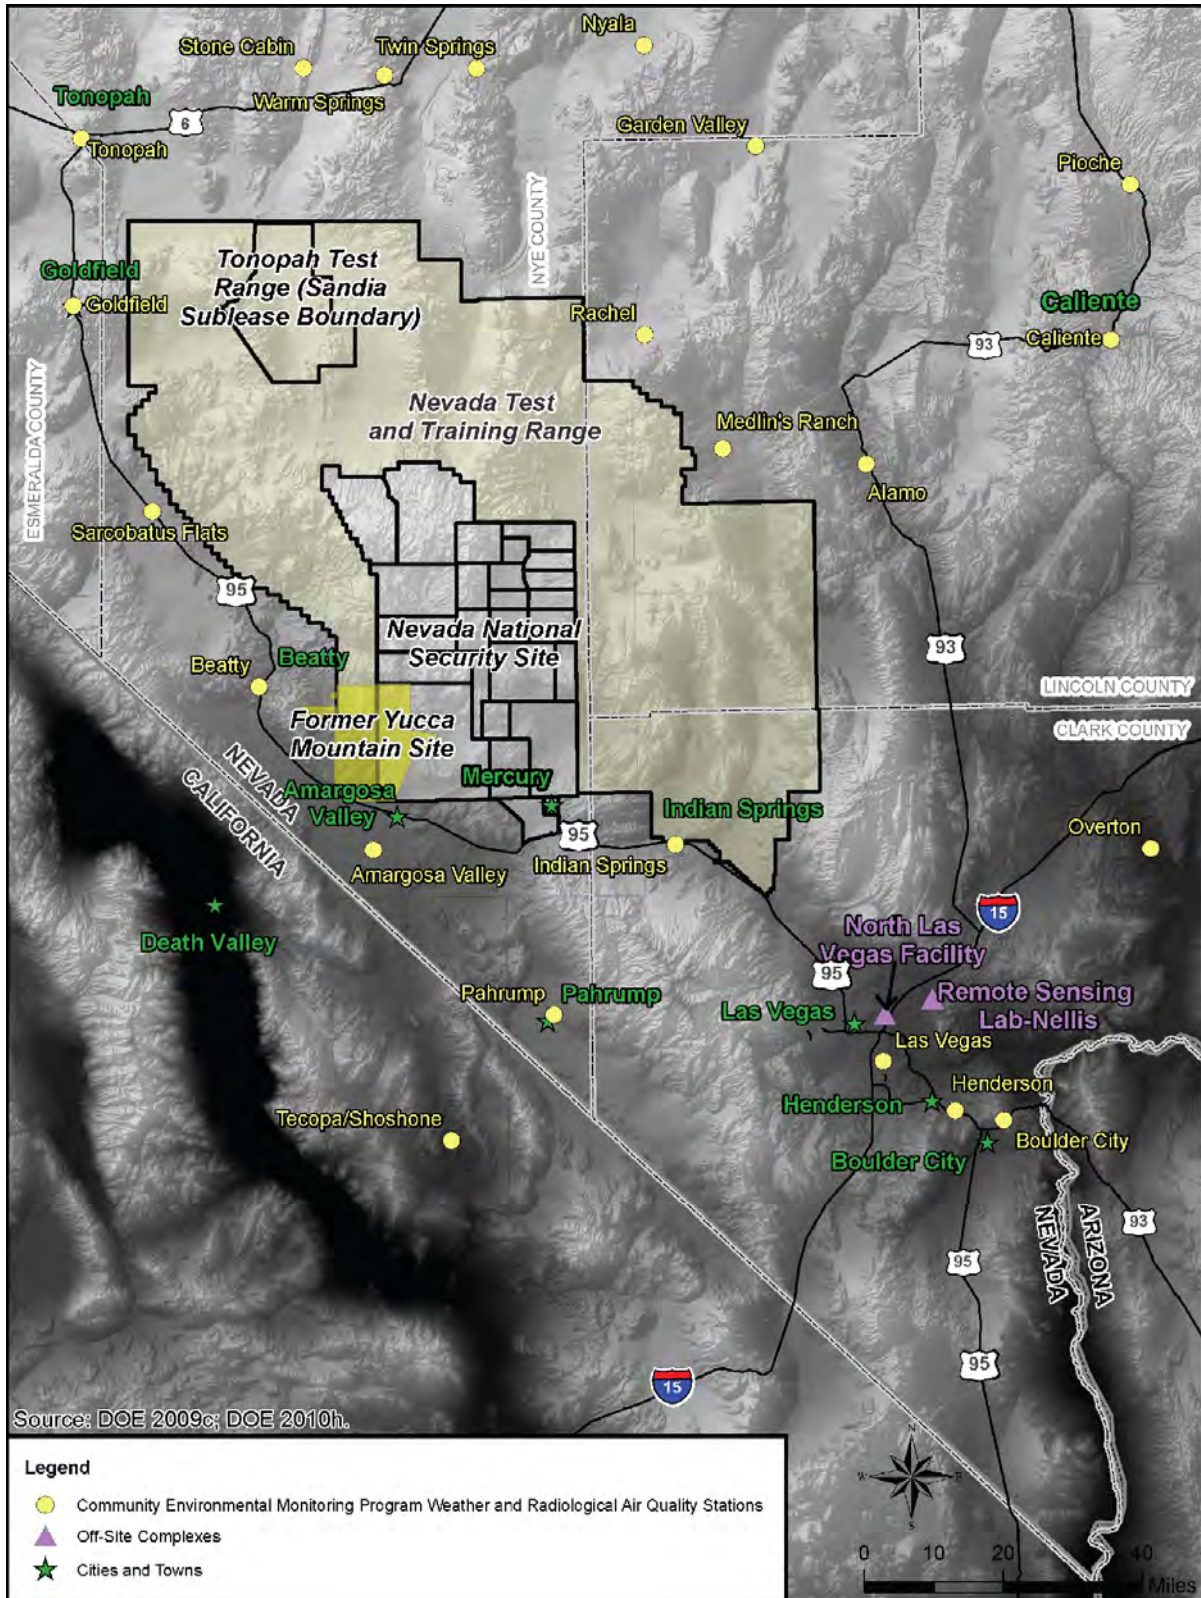 Nyala
Stone Cabin
Twin Springs
Tonopah
Warm Springs
6
Tonopah
Garden Valley
Pioche
NYE COUNTY
Tonopah Test
Range (Sandia
Sublease Boundary)
Goldfield
Goldfield
Rachel
Caliente
Caliente
93
ESMERALDA COUNTY
Nevada Test
and Training Range
Medlin's Ranch
Alamo
Sarcobatus Flats
95
Nevada National
Security Site
93
Beatty
Beatty
LINCOLN COUNTY
CLARK COUNTY
Former Yucca
Mountain Site
NEVADA
CALIFORNIA
Mercury
Amargosa
Valley
Indian Springs
95
Indian Springs
Amargosa Valley
Overton
15
Death Valley
North Las
Vegas Facility
95
Pahrump
Pahrump
Las Vegas
Remote Sensing
Lab-Nellis
Las Vegas
Henderson
Henderson
Tecopa/Shoshone
Boulder City
Boulder City
93
ARIZONA
NEVADA
95
95
15
Source: DOE 2009c; DOE 2010h.
Legend
Community Environmental Monitoring Program Weather and Radiological Air Quality Stations
Off-Site Complexes
Cities and Towns
N
W
E
S
0 10 20 40
Miles